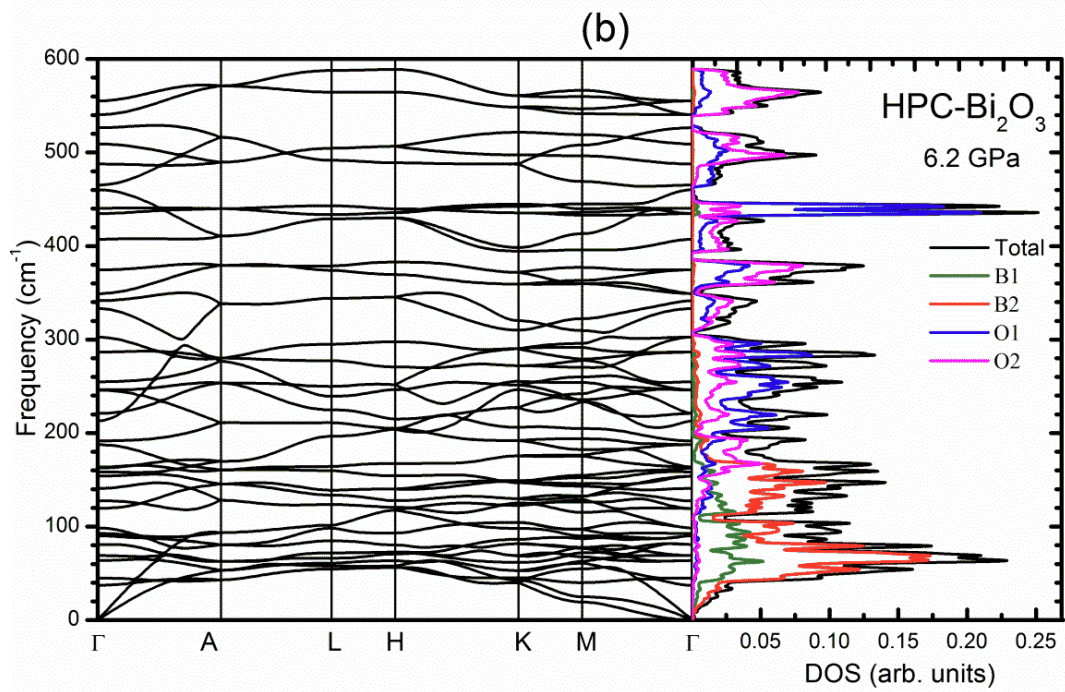 (b)
600
500
400
300
200
100
0
Frequency (cm⁻¹)
Γ A L H K M Γ
HPC-Bi₂O₃
6.2 GPa
Total
B1
B2
O1
O2
0.05 0.10 0.15 0.20 0.25
DOS (arb. units)